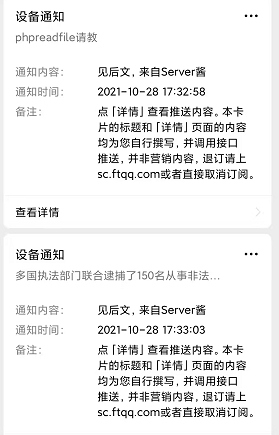 设备通知
phpreadfile请教
通知内容： 见后文，来自Server酱
通知时间： 2021-10-28 17:32:58
备注： 点「详情」查看推送内容。本卡
片的标题和「详情」页面的内容
均为您自行撰写，并调用接口
推送，并非营销内容，退订请上
sc.ftqq.com或者直接取消订阅。
查看详情
设备通知
多国执法部门联合逮捕了150名从事非法...
通知内容： 见后文，来自Server酱
通知时间： 2021-10-28 17:33:03
备注： 点「详情」查看推送内容。本卡
片的标题和「详情」页面的内容
均为您自行撰写，并调用接口
推送，并非营销内容，退订请上
sc.ftqq.com或者直接取消订阅。